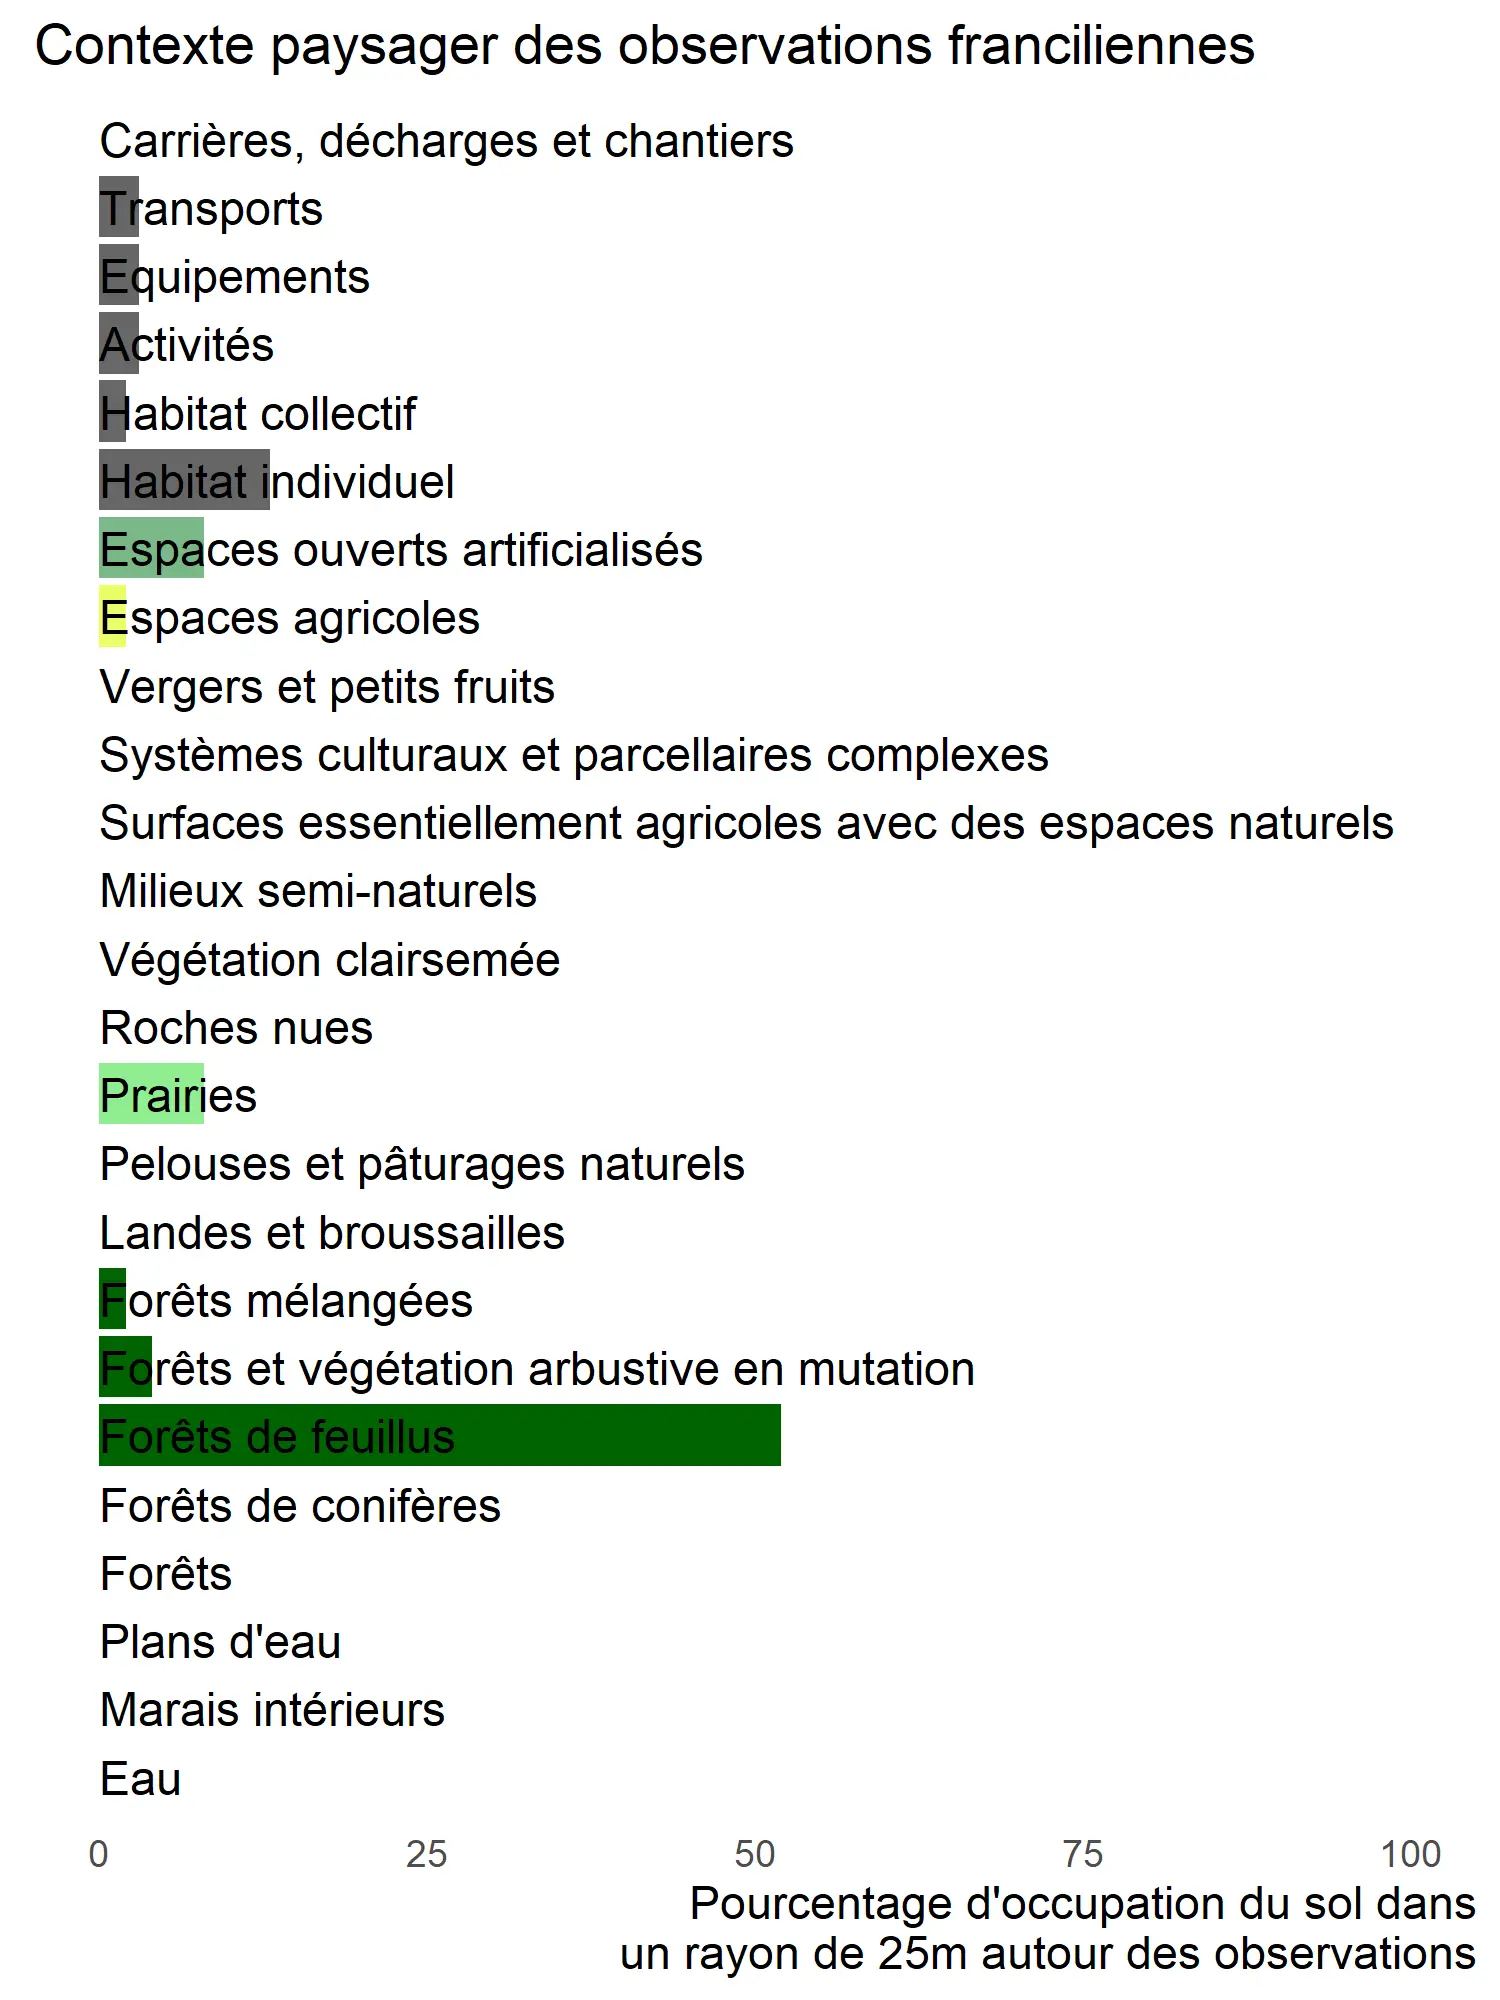 Contexte paysager des observations franciliennes
Carrières, décharges et chantiers
Transports
Equipements
Activités
Habitat collectif
Habitat individuel
Espaces ouverts artificialisés
Espaces agricoles
Vergers et petits fruits
Systèmes culturaux et parcellaires complexes
Surfaces essentiellement agricoles avec des espaces naturels
Milieux semi-naturels
Végétation clairsemée
Roches nues
Prairies
Pelouses et pâturages naturels
Landes et broussailles
Forêts mélangées
Forêts et végétation arbustive en mutation
Forêts de feuillus
Forêts de conifères
Forêts
Plans d'eau
Marais intérieurs
Eau
0 25 50 75 100
Pourcentage d'occupation du sol dans
un rayon de 25m autour des observations